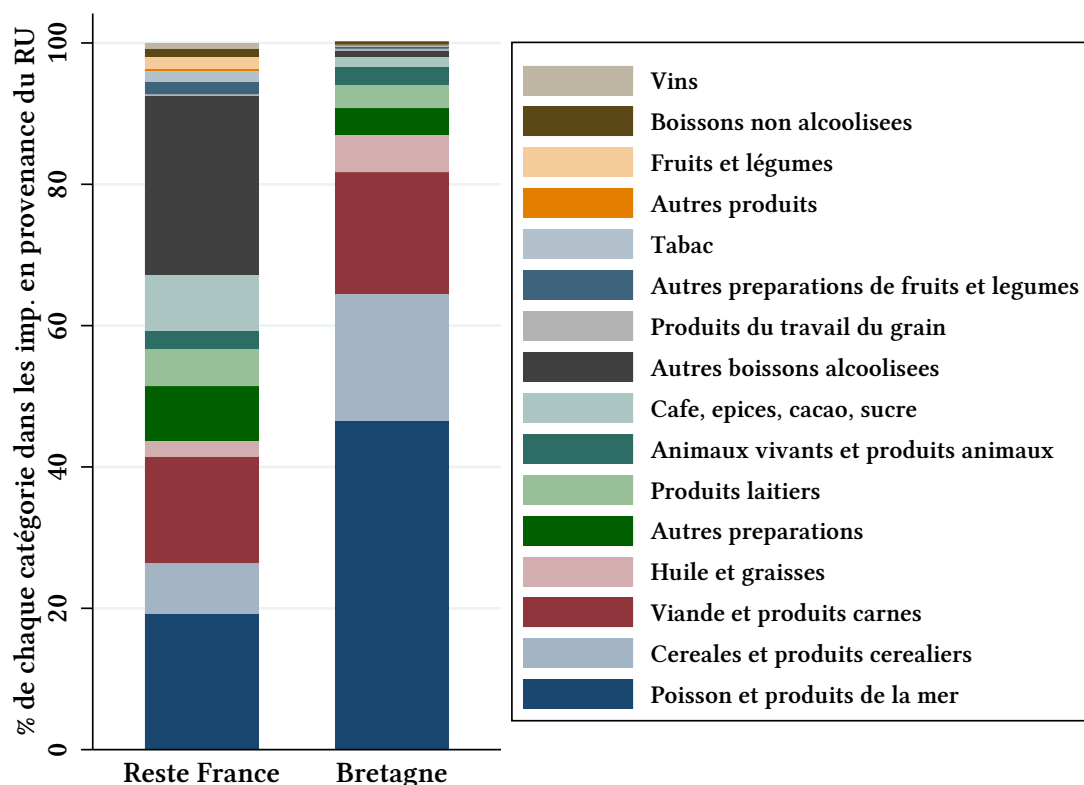 % de chaque catégorie dans les imp. en provenance du RU
100
80
60
40
20
0
Reste France
Bretagne
Vins
Boissons non alcoolisees
Fruits et légumes
Autres produits
Tabac
Autres preparations de fruits et legumes
Produits du travail du grain
Autres boissons alcoolisees
Cafe, epices, cacao, sucre
Animaux vivants et produits animaux
Produits laitiers
Autres preparations
Huile et graisses
Viande et produits carnes
Cereales et produits cerealiers
Poisson et produits de la mer